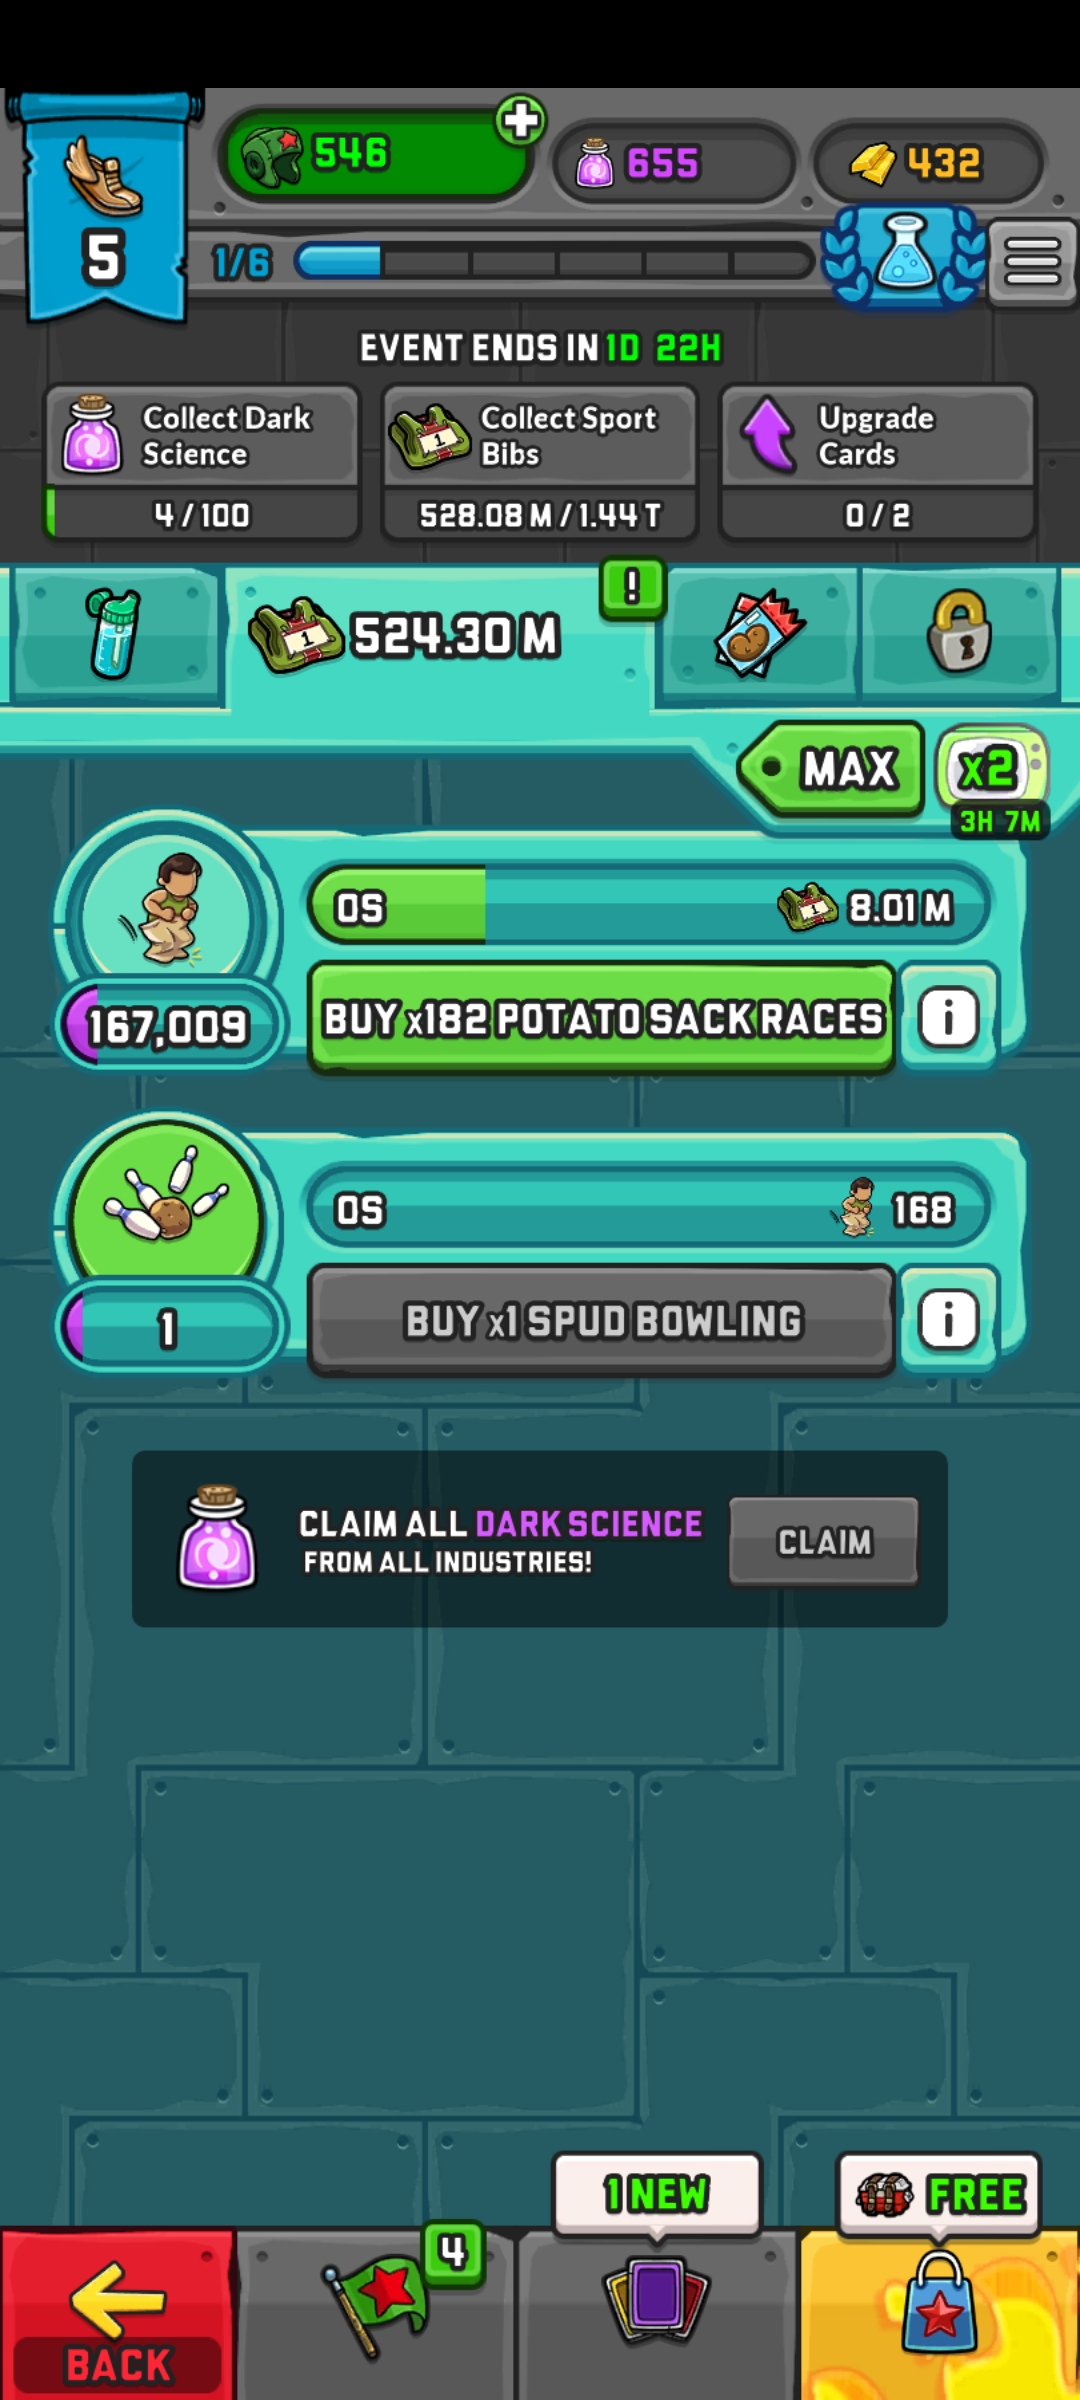 546
655
432
5
1/6
EVENT ENDS IN 1D 22H
Collect Dark
Science
4 / 100
Collect Sport
Bibs
528.08 M / 1.44 T
Upgrade
Cards
0 / 2
1
524.30 M
!
MAX
x2
3H 7M
0S
1
8.01 M
167,009
BUY x182 POTATO SACK RACES
i
0S
168
1
BUY x1 SPUD BOWLING
i
CLAIM ALL DARK SCIENCE
FROM ALL INDUSTRIES!
CLAIM
1 NEW
FREE
4
BACK